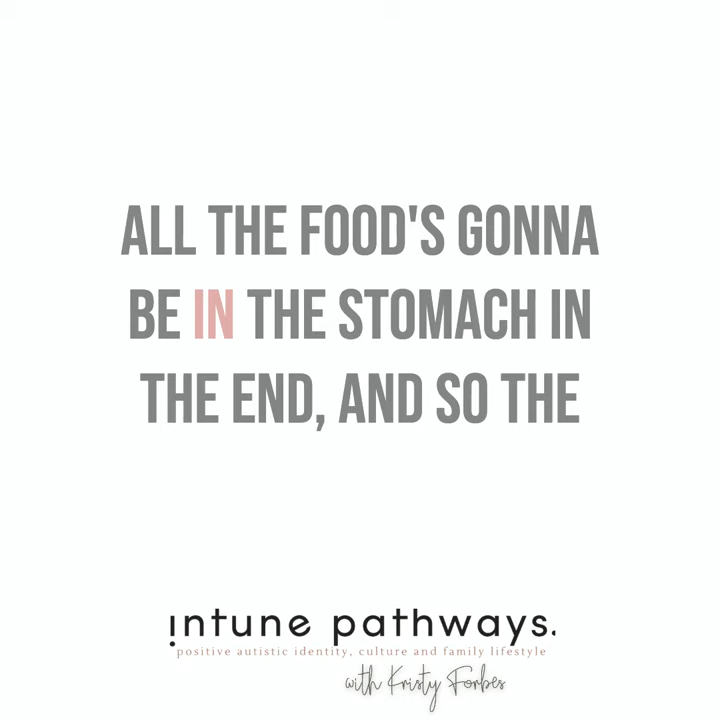 ALL THE FOOD'S GONNA
BE IN THE STOMACH IN
THE END, AND SO THE
intune pathways.
positive autistic identity, culture and family lifestyle
with Kristy Forbes